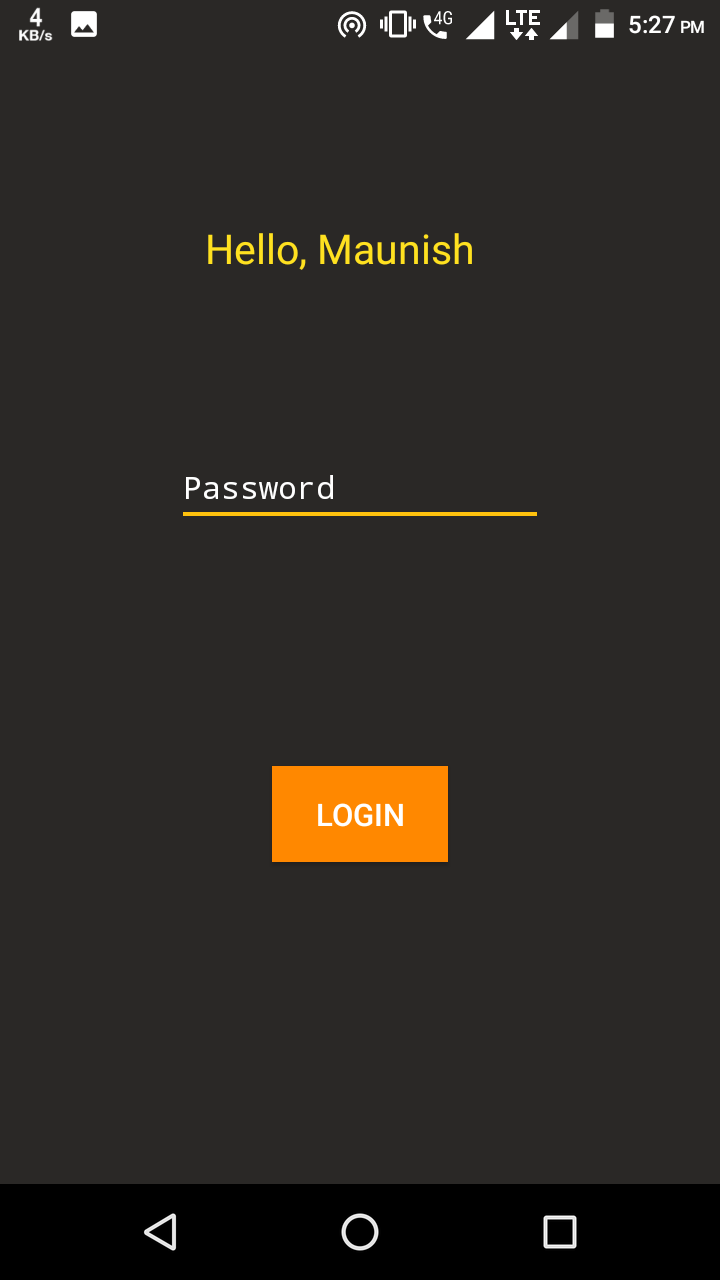 4
KB/s
4G
LTE
5:27 PM
Hello, Maunish
Password
LOGIN